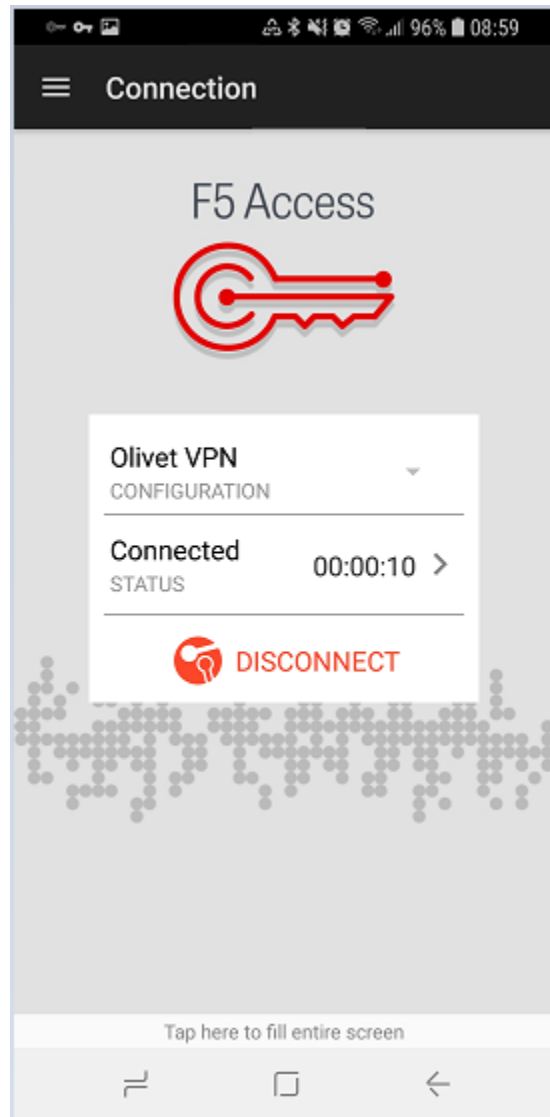 96% 08:59
Connection
F5 Access
Olivet VPN
CONFIGURATION
Connected
STATUS
00:00:10
DISCONNECT
Tap here to fill entire screen